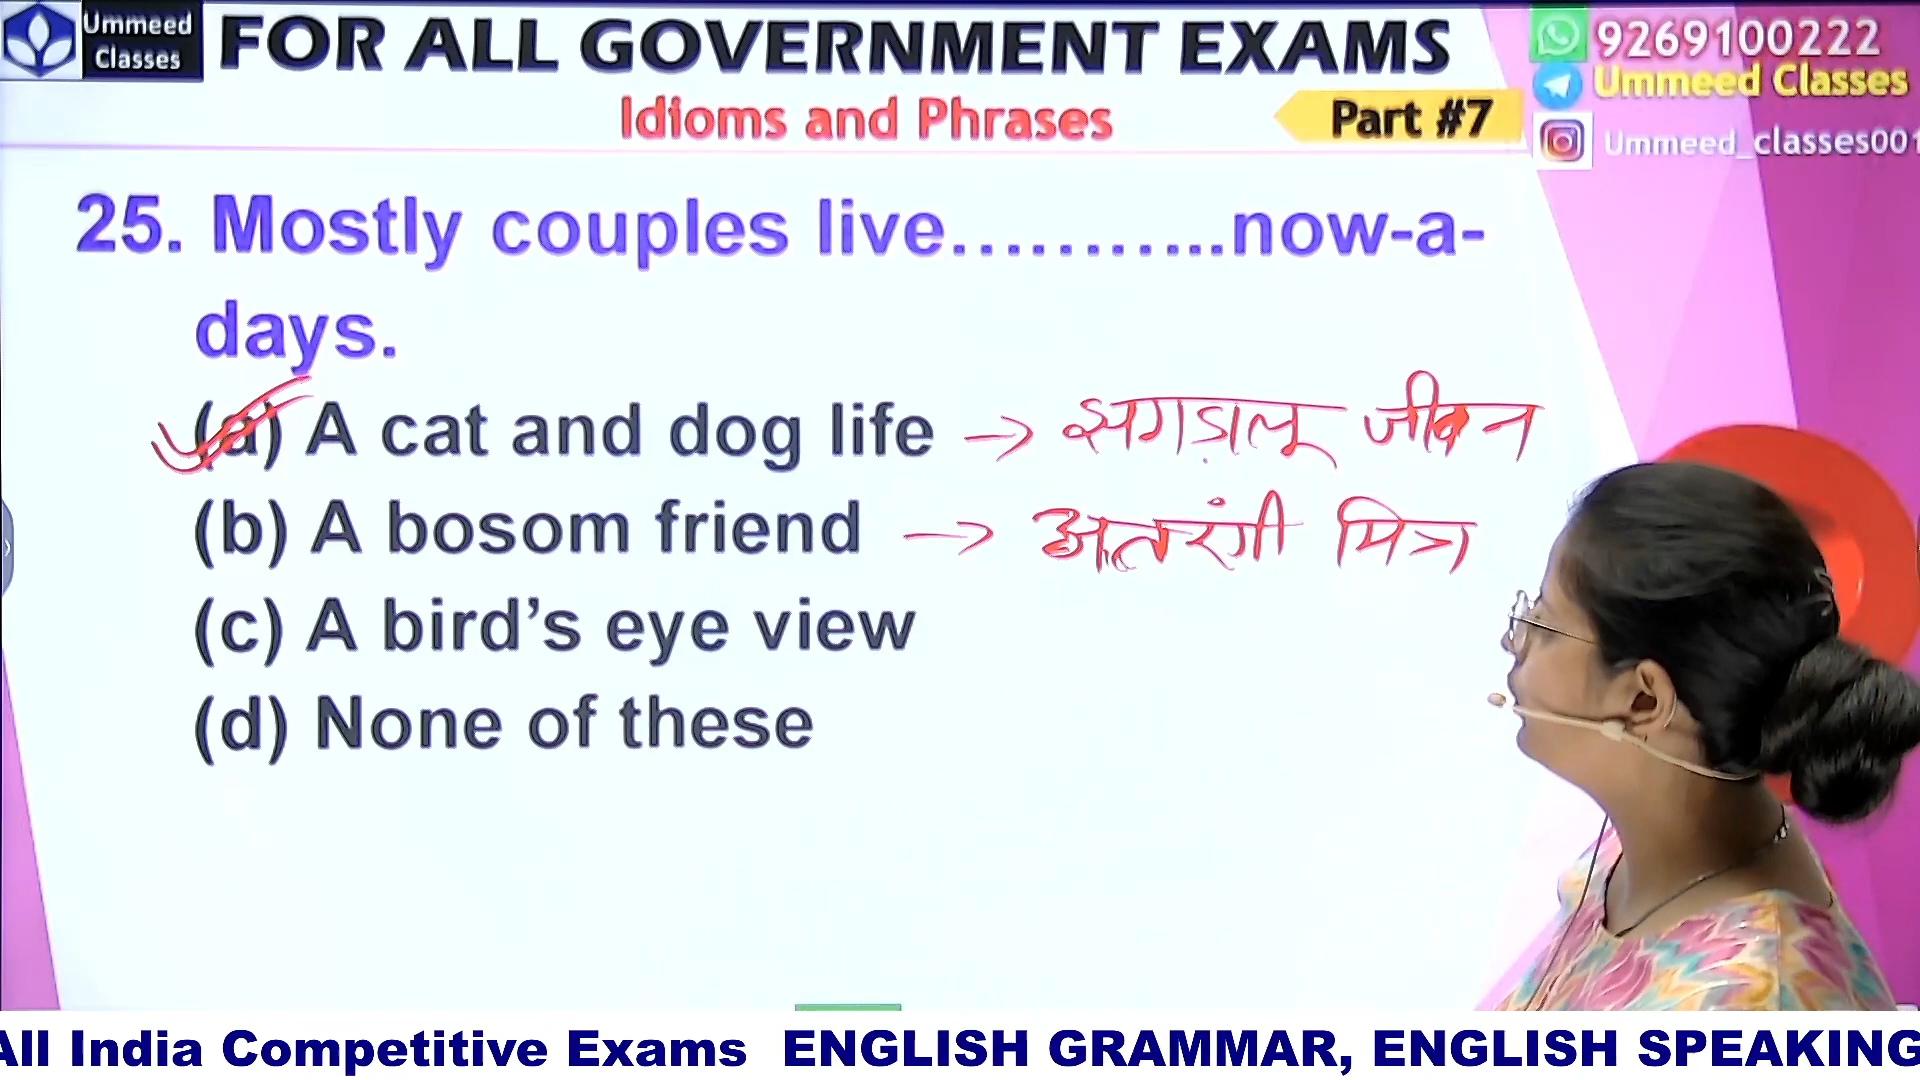 Ummeed
Classes
FOR ALL GOVERNMENT EXAMS
9269100222
Ummeed Classes
Idioms and Phrases
Part #7
Ummeed_classes001
25. Mostly couples live...........now-a-
days.
(a) A cat and dog life → झगड़ालू जीवन
(b) A bosom friend → अतरंगी मित्र
(c) A bird’s eye view
(d) None of these
All India Competitive Exams ENGLISH GRAMMAR, ENGLISH SPEAKING